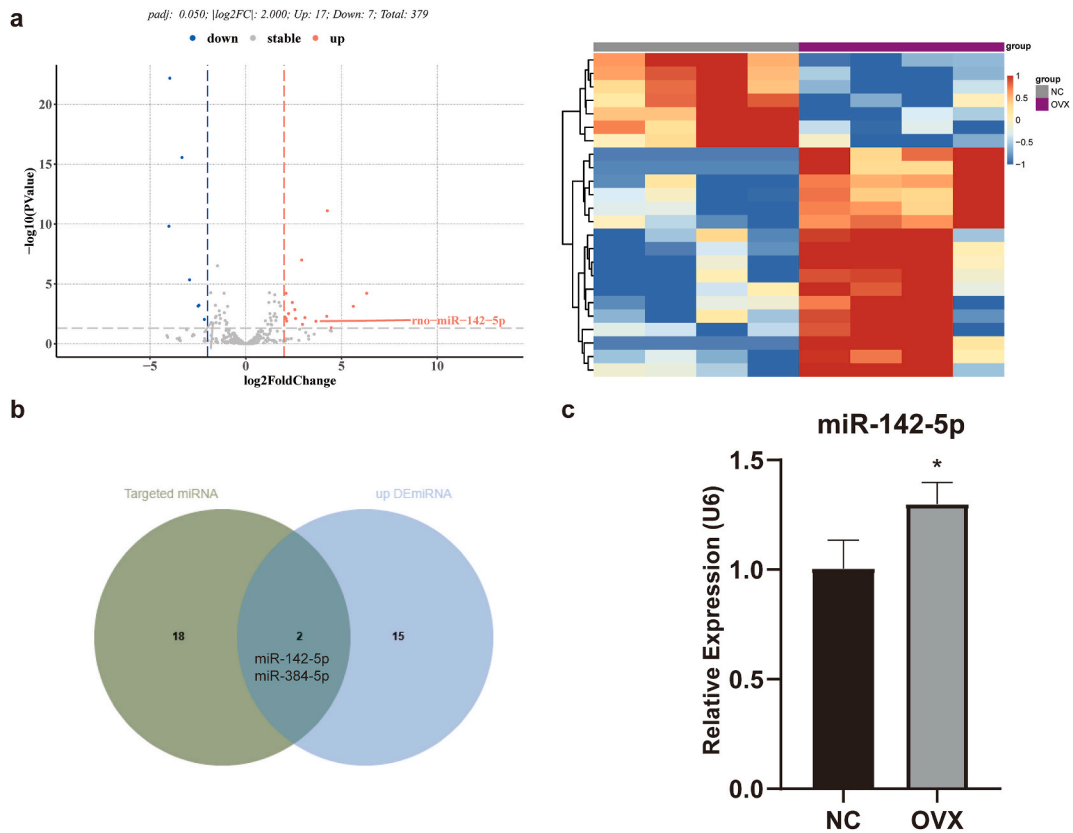 a
padj: 0.050; |log2FC|: 2.000; Up: 17; Down: 7; Total: 379
down stable up
20
15
10
5
0
−log10(PValue)
rno−miR−142−5p
−5 0 5 10
log2FoldChange
group
1
0.5
0
−0.5
−1
group
NC
OVX
b
Targeted miRNA
up DEmiRNA
18
2
15
miR-142-5p
miR-384-5p
c
miR-142-5p
Relative Expression (U6)
1.5
1.0
0.5
0.0
*
NC OVX